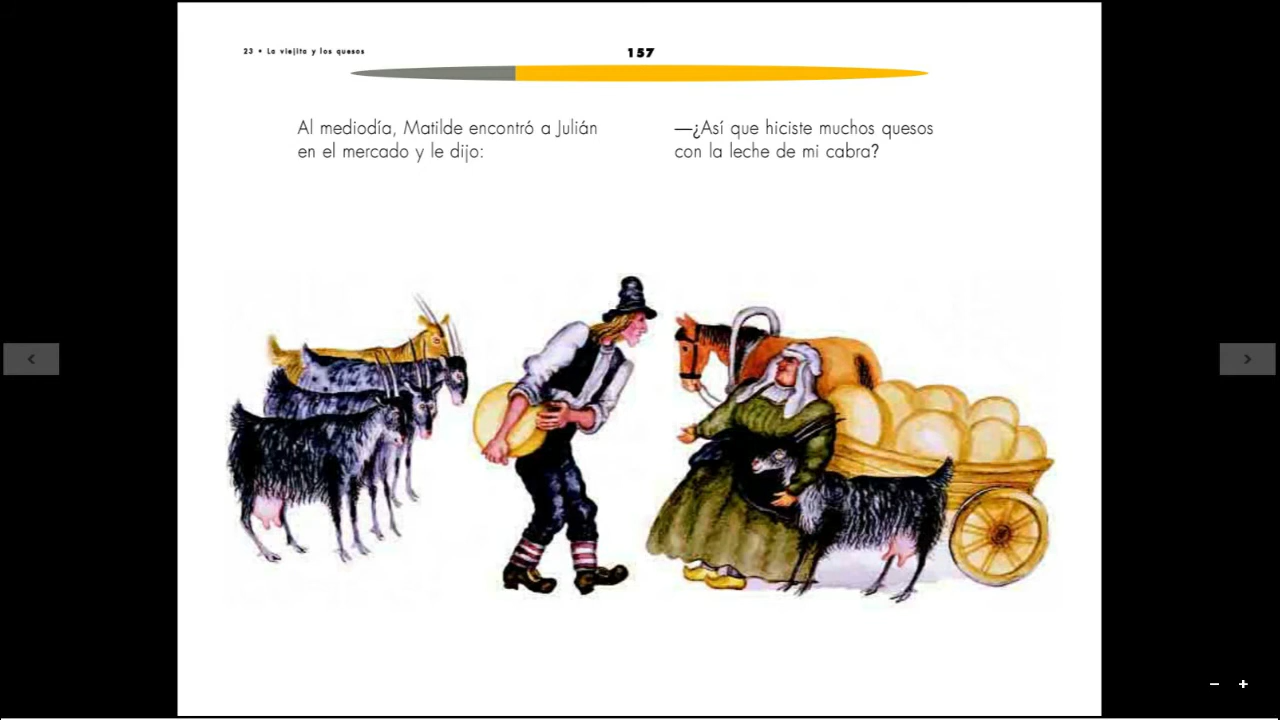 23 • La viejita y los quesos
157
Al mediodía, Matilde encontró a Julián
en el mercado y le dijo:
—¿Así que hiciste muchos quesos
con la leche de mi cabra?